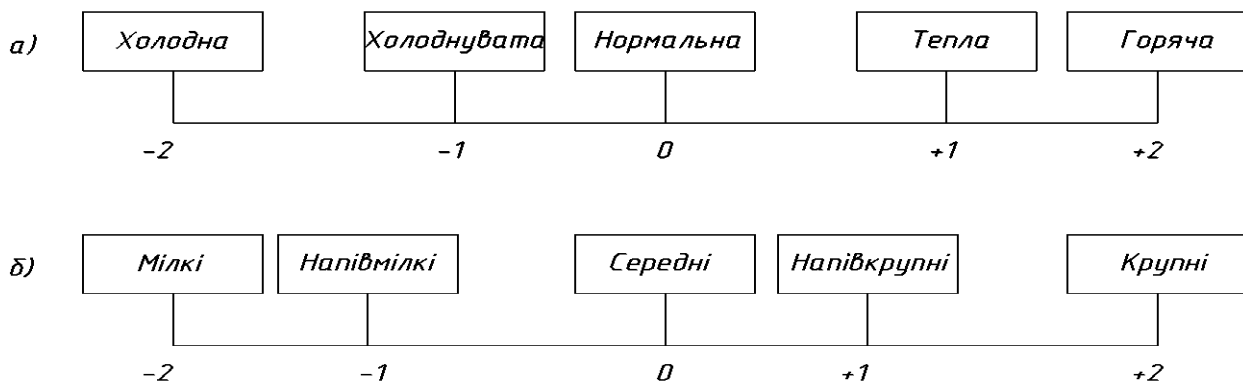 а) Холодна Холоднувата Нормальна Тепла Горяча
-2 -1 0 +1 +2
б) Мілкі Напівмілкі Середні Напівкрупні Крупні
-2 -1 0 +1 +2